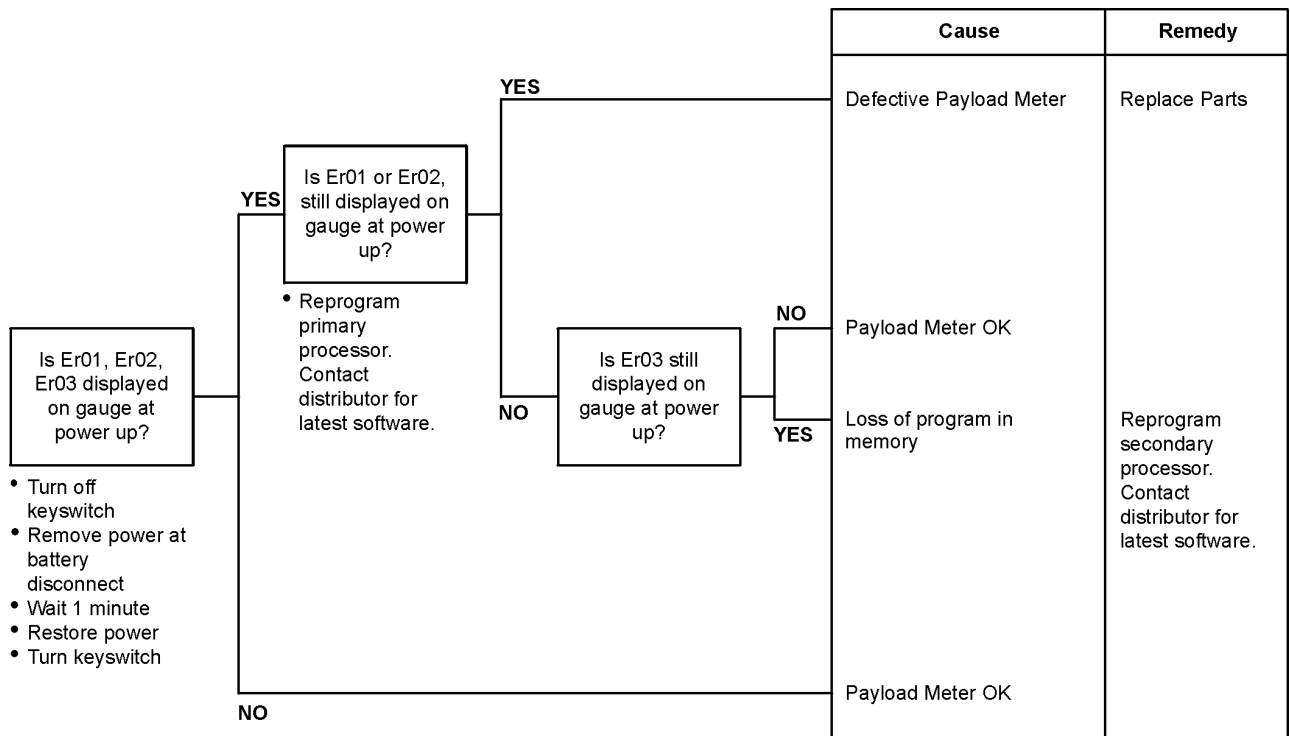 Cause
Remedy
YES
Defective Payload Meter
Replace Parts
Is Er01 or Er02,
still displayed on
gauge at power
up?
YES
• Reprogram
primary
processor.
Contact
distributor for
latest software.
NO
Payload Meter OK
Is Er01, Er02,
Er03 displayed
on gauge at
power up?
Is Er03 still
displayed on
gauge at power
up?
NO
YES
Loss of program in
memory
Reprogram
secondary
processor.
Contact
distributor for
latest software.
• Turn off
keyswitch
• Remove power at
battery
disconnect
• Wait 1 minute
• Restore power
• Turn keyswitch
NO
Payload Meter OK